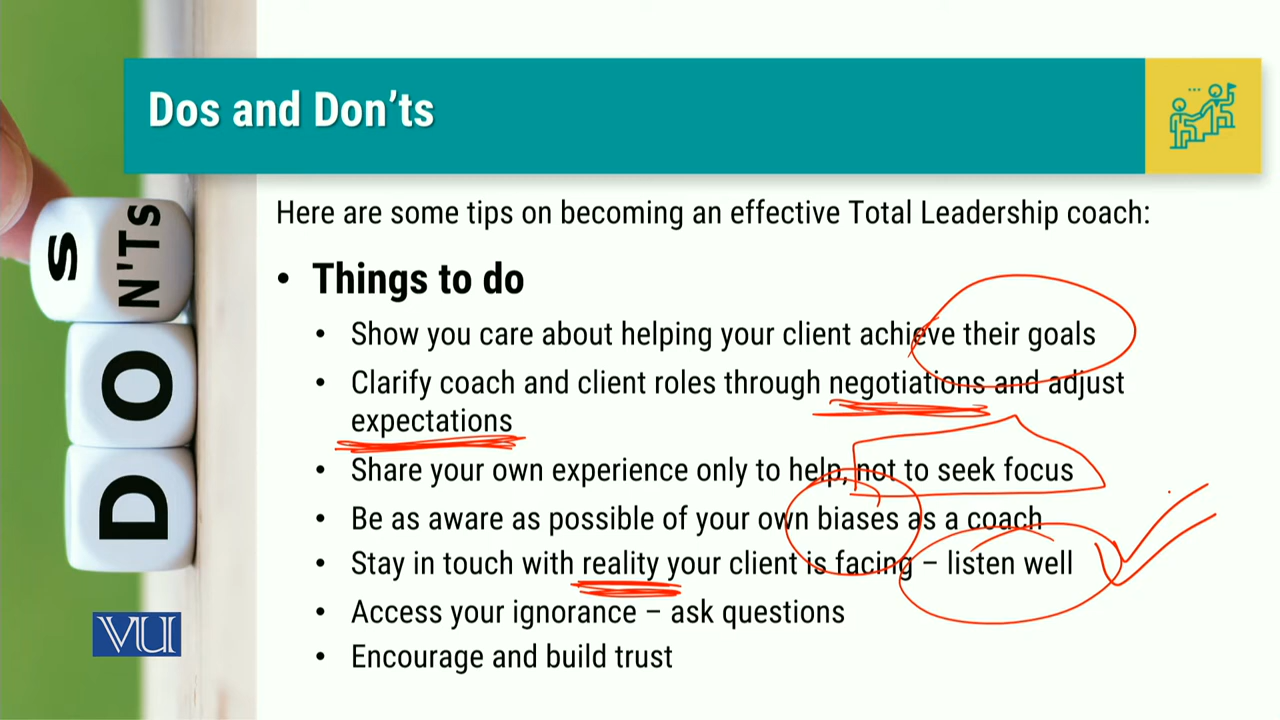 Dos and Don'ts
Here are some tips on becoming an effective Total Leadership coach:
• Things to do
• Show you care about helping your client achieve their goals
• Clarify coach and client roles through negotiations and adjust
expectations
• Share your own experience only to help, not to seek focus
• Be as aware as possible of your own biases as a coach
• Stay in touch with reality your client is facing – listen well
• Access your ignorance – ask questions
• Encourage and build trust
S
N'TS
O
D
VU